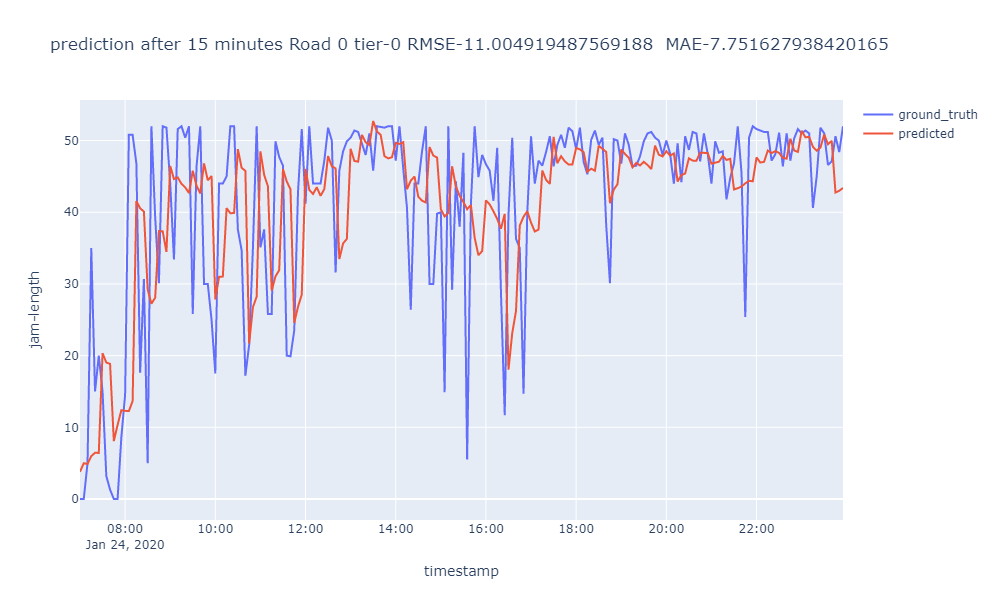 prediction after 15 minutes Road 0 tier-0 RMSE-11.004919487569188 MAE-7.751627938420165
ground_truth
predicted
50
40
30
20
10
0
jam-length
08:00 10:00 12:00 14:00 16:00 18:00 20:00 22:00
Jan 24, 2020
timestamp